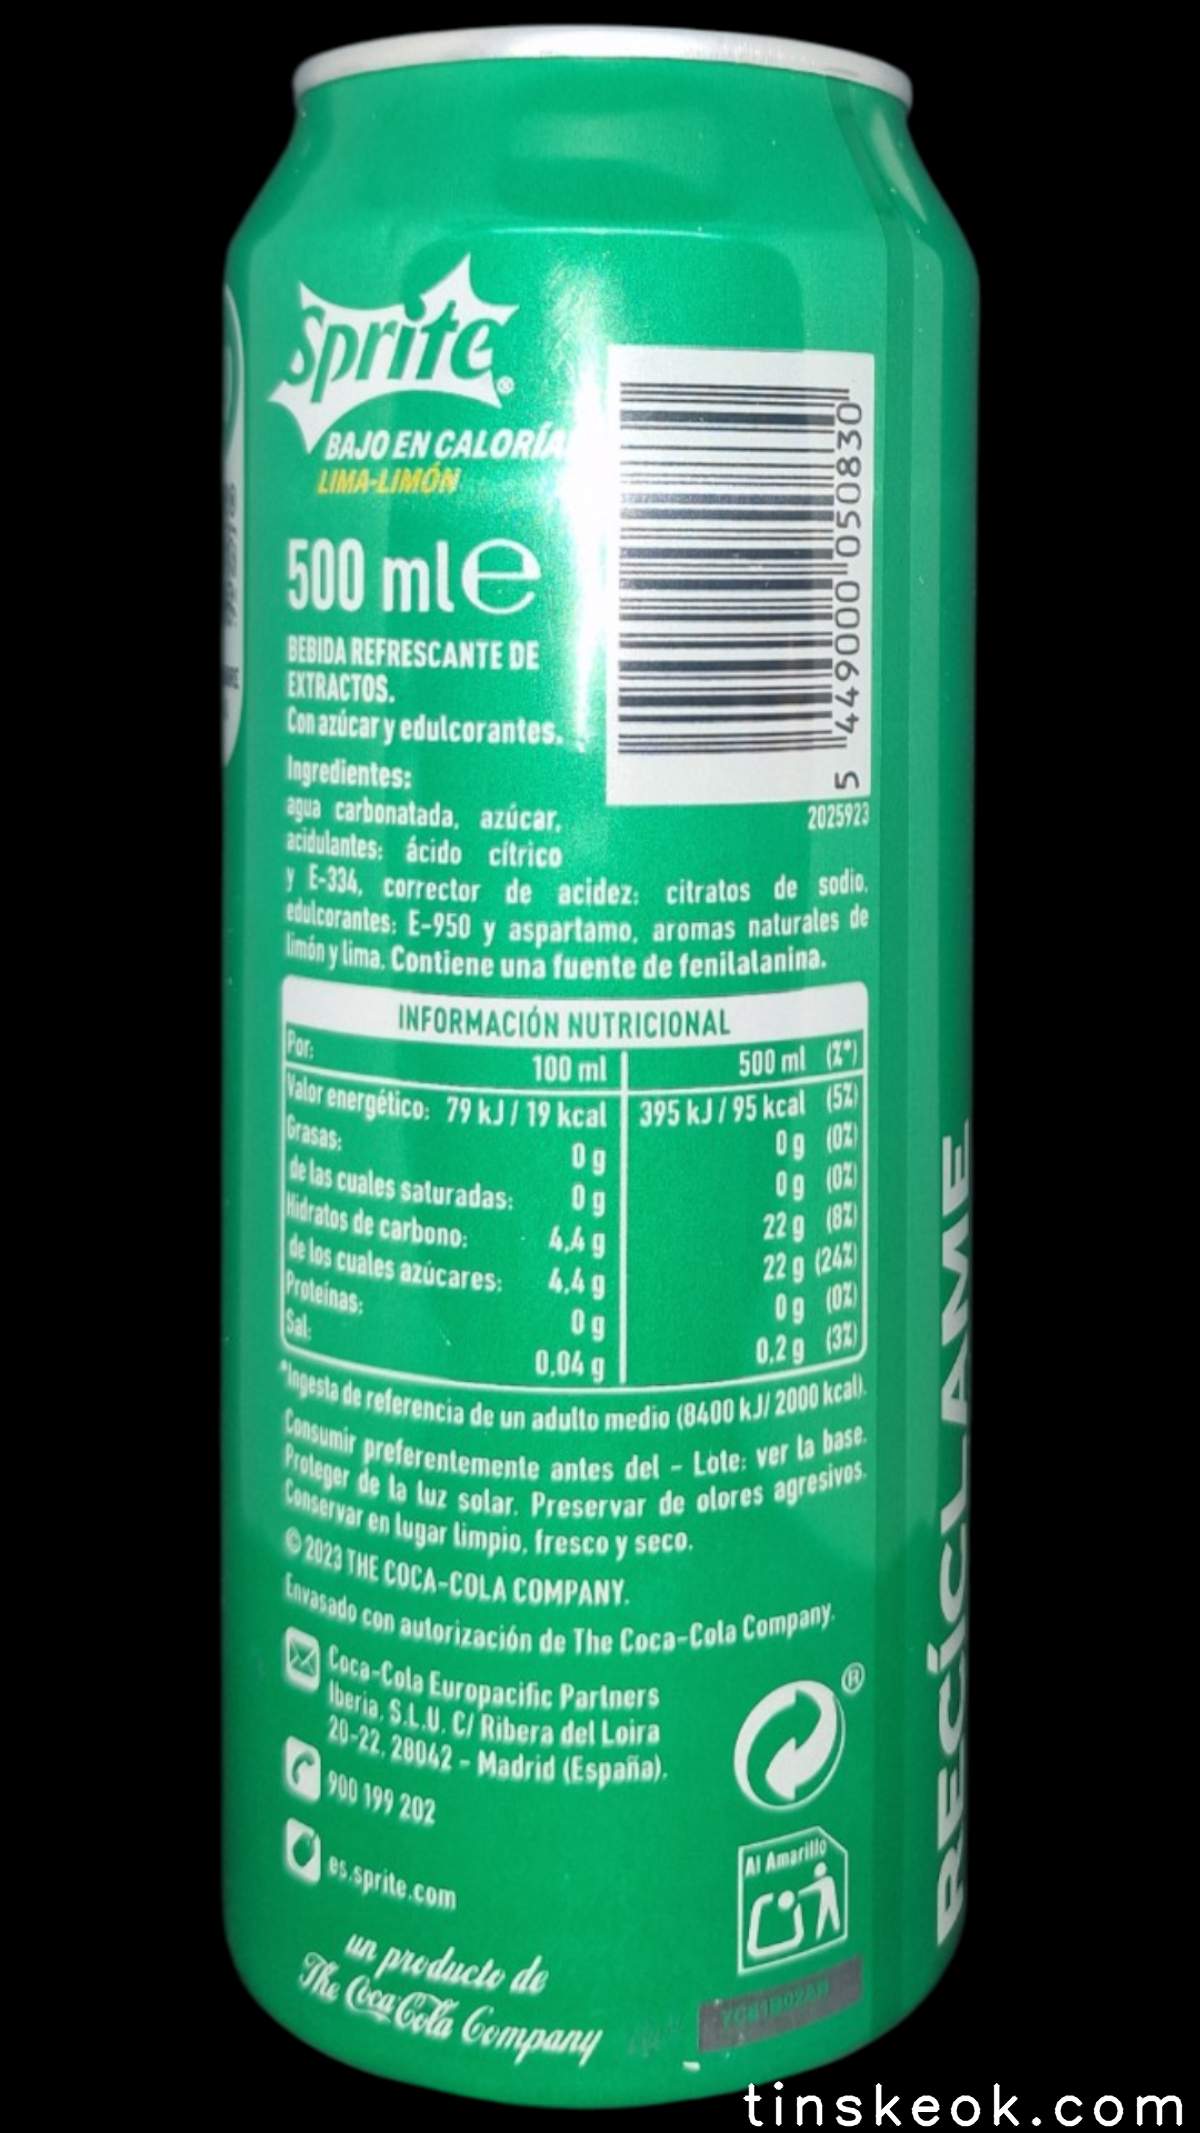 Sprite®
BAJO EN CALORÍA
LIMA-LIMÓN
500 ml e
BEBIDA REFRESCANTE DE
EXTRACTOS.
Con azúcar y edulcorantes.
Ingredientes:
agua carbonatada, azúcar,
acidulantes: ácido cítrico
y E-334, corrector de acidez: citratos de sodio,
edulcorantes: E-950 y aspartamo, aromas naturales de
limón y lima. Contiene una fuente de fenilalanina.
5 449000 050830
2025923
INFORMACIÓN NUTRICIONAL
Por: 100 ml 500 ml (%*)
Valor energético: 79 kJ / 19 kcal 395 kJ / 95 kcal (5%)
Grasas: 0 g 0 g (0%)
de las cuales saturadas: 0 g 0 g (0%)
Hidratos de carbono: 4,4 g 22 g (8%)
de los cuales azúcares: 4,4 g 22 g (24%)
Proteínas: 0 g 0 g (0%)
Sal: 0,04 g 0,2 g (3%)
*Ingesta de referencia de un adulto medio (8400 kJ/ 2000 kcal).
Consumir preferentemente antes del - Lote: ver la base.
Proteger de la luz solar. Preservar de olores agresivos.
Conservar en lugar limpio, fresco y seco.
© 2023 THE COCA-COLA COMPANY.
Envasado con autorización de The Coca-Cola Company.
Coca-Cola Europacific Partners
Iberia, S.L.U. C/ Ribera del Loira
20-22, 28042 - Madrid (España).
900 199 202
es.sprite.com
un producto de
The Coca-Cola Company
®
Al Amarillo
RECÍCLAME
tinskeok.com